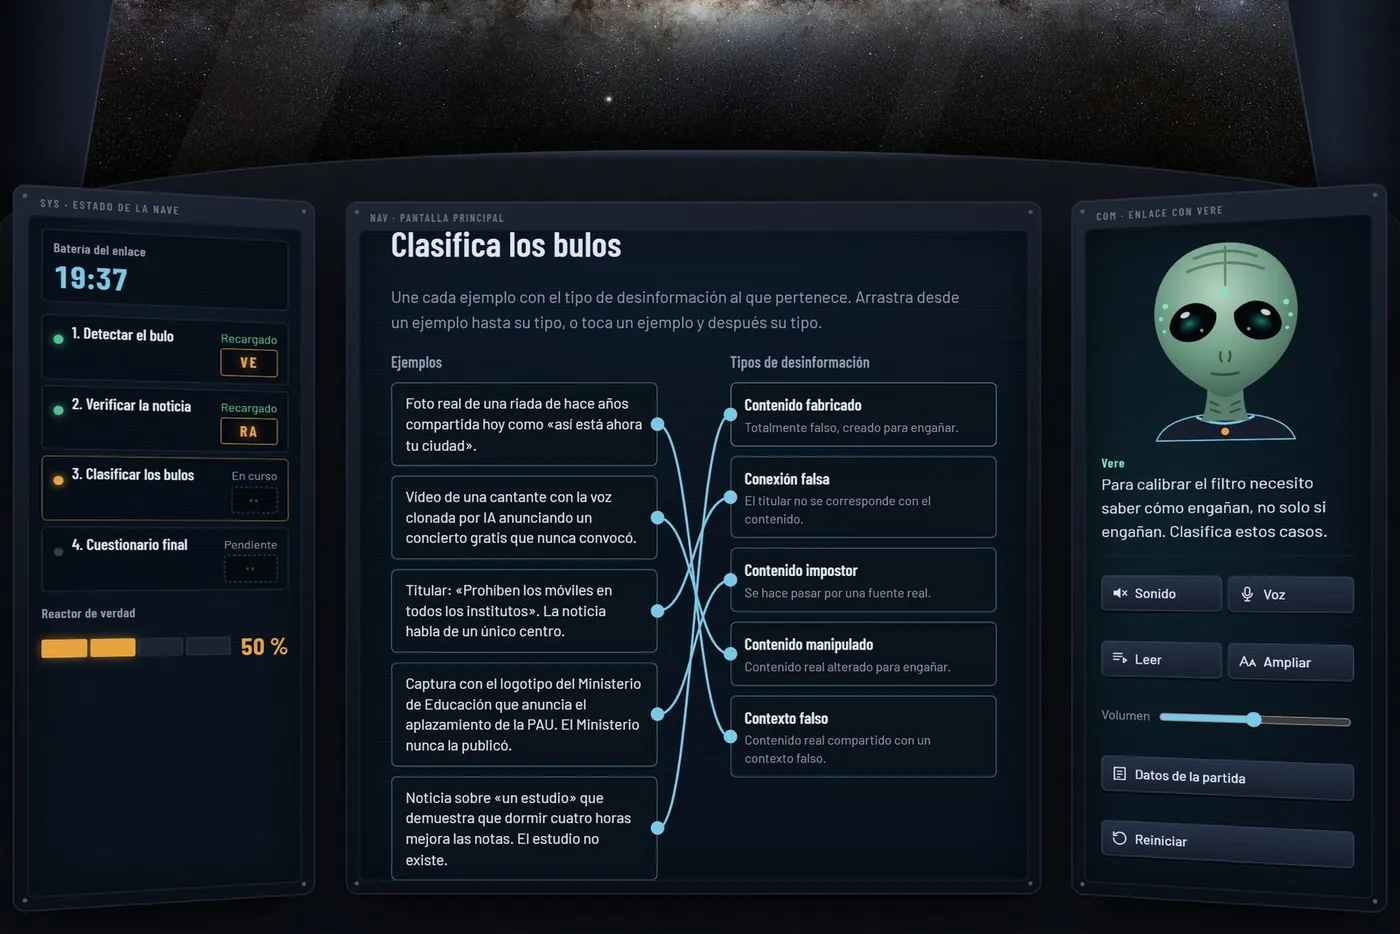 SYS · ESTADO DE LA NAVE
Batería del enlace
19:37
1. Detectar el bulo
Recargado
VE
2. Verificar la noticia
Recargado
RA
3. Clasificar los bulos
En curso
··
4. Cuestionario final
Pendiente
··
Reactor de verdad
50 %
NAV · PANTALLA PRINCIPAL
Clasifica los bulos
Une cada ejemplo con el tipo de desinformación al que pertenece. Arrastra desde
un ejemplo hasta su tipo, o toca un ejemplo y después su tipo.
Ejemplos
Foto real de una riada de hace años
compartida hoy como «así está ahora
tu ciudad».
Vídeo de una cantante con la voz
clonada por IA anunciando un
concierto gratis que nunca convocó.
Titular: «Prohíben los móviles en
todos los institutos». La noticia
habla de un único centro.
Captura con el logotipo del Ministerio
de Educación que anuncia el
aplazamiento de la PAU. El Ministerio
nunca la publicó.
Noticia sobre «un estudio» que
demuestra que dormir cuatro horas
mejora las notas. El estudio no
existe.
Tipos de desinformación
Contenido fabricado
Totalmente falso, creado para engañar.
Conexión falsa
El titular no se corresponde con el
contenido.
Contenido impostor
Se hace pasar por una fuente real.
Contenido manipulado
Contenido real alterado para engañar.
Contexto falso
Contenido real compartido con un
contexto falso.
COM · ENLACE CON VERE
Vere
Para calibrar el filtro necesito
saber cómo engañan, no solo si
engañan. Clasifica estos casos.
Sonido
Voz
Leer
AA Ampliar
Volumen
Datos de la partida
Reiniciar